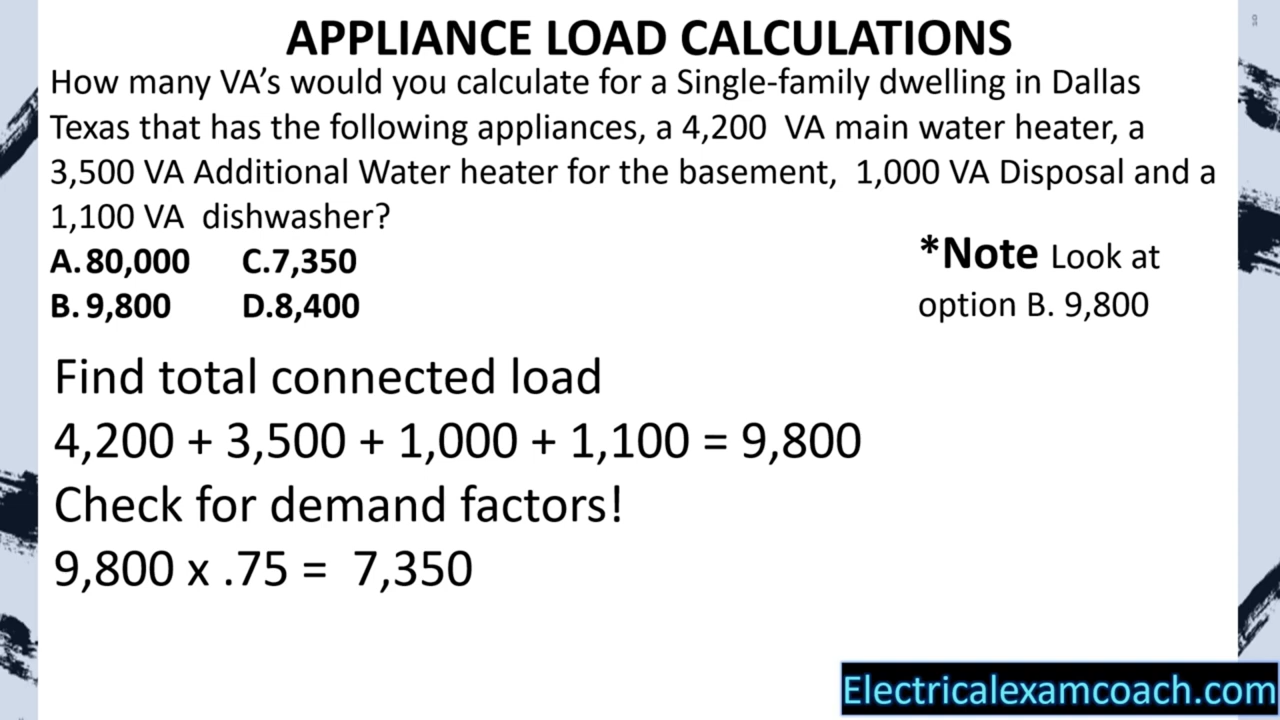 APPLIANCE LOAD CALCULATIONS
How many VA’s would you calculate for a Single-family dwelling in Dallas
Texas that has the following appliances, a 4,200 VA main water heater, a
3,500 VA Additional Water heater for the basement, 1,000 VA Disposal and a
1,100 VA dishwasher?
A. 80,000 C.7,350
B. 9,800 D.8,400
*Note Look at
option B. 9,800
Find total connected load
4,200 + 3,500 + 1,000 + 1,100 = 9,800
Check for demand factors!
9,800 x .75 = 7,350
Electricalexamcoach.com